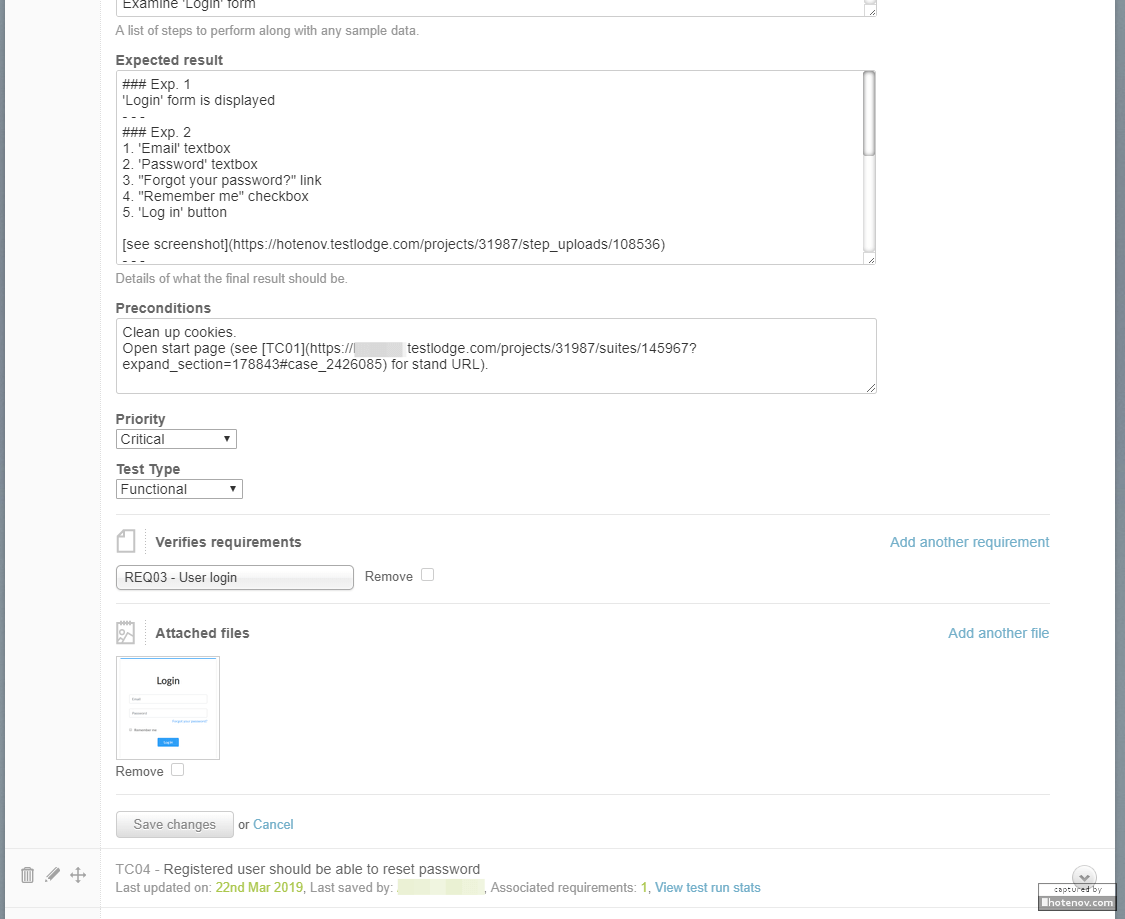 Examine 'Login' form
A list of steps to perform along with any sample data.
Expected result
### Exp. 1
'Login' form is displayed
- - -
### Exp. 2
1. 'Email' textbox
2. 'Password' textbox
3. "Forgot your password?" link
4. "Remember me" checkbox
5. 'Log in' button
[see screenshot](https://hotenov.testlodge.com/projects/31987/step_uploads/108536)
- - -
Details of what the final result should be.
Preconditions
Clean up cookies.
Open start page (see [TC01](https:// testlodge.com/projects/31987/suites/145967?
expand_section=178843#case_2426085) for stand URL).
Priority
Critical
Test Type
Functional
Verifies requirements
Add another requirement
REQ03 - User login
Remove
Attached files
Add another file
Login
Email
Password
Forgot your password?
Remember me
Log in
Remove
Save changes or Cancel
TC04 - Registered user should be able to reset password
Last updated on: 22nd Mar 2019, Last saved by: , Associated requirements: 1, View test run stats
captured by
hotenov.com